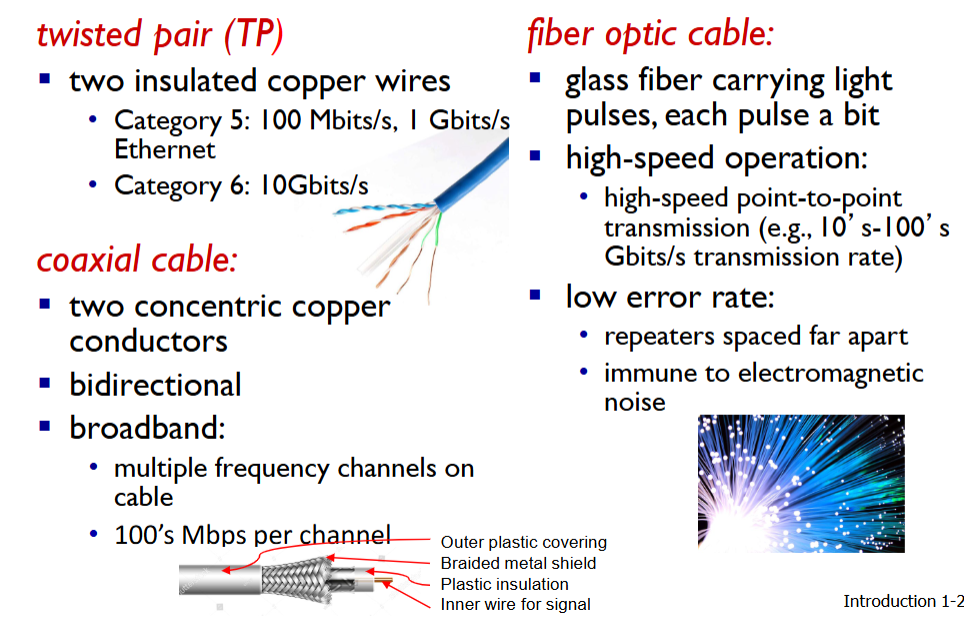 twisted pair (TP)
▪ two insulated copper wires
• Category 5: 100 Mbits/s, 1 Gbits/s
Ethernet
• Category 6: 10Gbits/s
coaxial cable:
▪ two concentric copper
conductors
▪ bidirectional
▪ broadband:
• multiple frequency channels on
cable
• 100's Mbps per channel
Outer plastic covering
Braided metal shield
Plastic insulation
Inner wire for signal
fiber optic cable:
▪ glass fiber carrying light
pulses, each pulse a bit
▪ high-speed operation:
• high-speed point-to-point
transmission (e.g., 10’s-100’s
Gbits/s transmission rate)
▪ low error rate:
• repeaters spaced far apart
• immune to electromagnetic
noise
Introduction 1-2